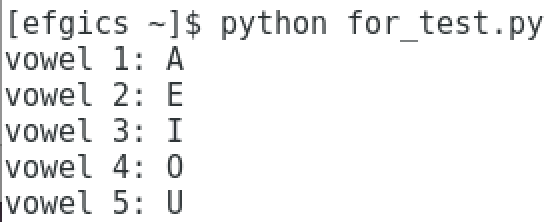 [efgics ~]$ python for_test.py
vowel 1: A
vowel 2: E
vowel 3: I
vowel 4: O
vowel 5: U